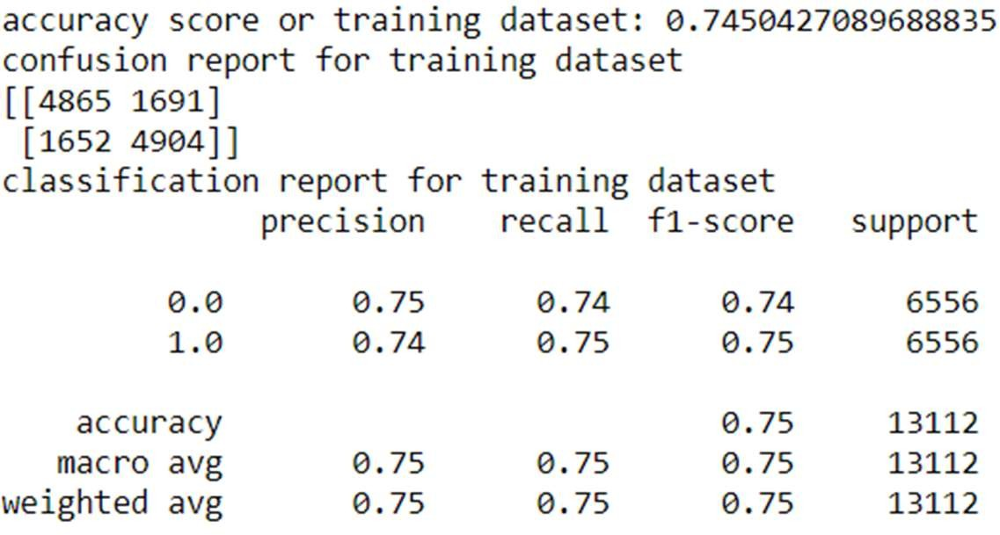 accuracy score or training dataset: 0.7450427089688835
confusion report for training dataset
[[4865 1691]
 [1652 4904]]
classification report for training dataset
              precision    recall  f1-score   support

         0.0       0.75      0.74      0.74      6556
         1.0       0.74      0.75      0.75      6556

    accuracy                           0.75     13112
   macro avg       0.75      0.75      0.75     13112
weighted avg       0.75      0.75      0.75     13112